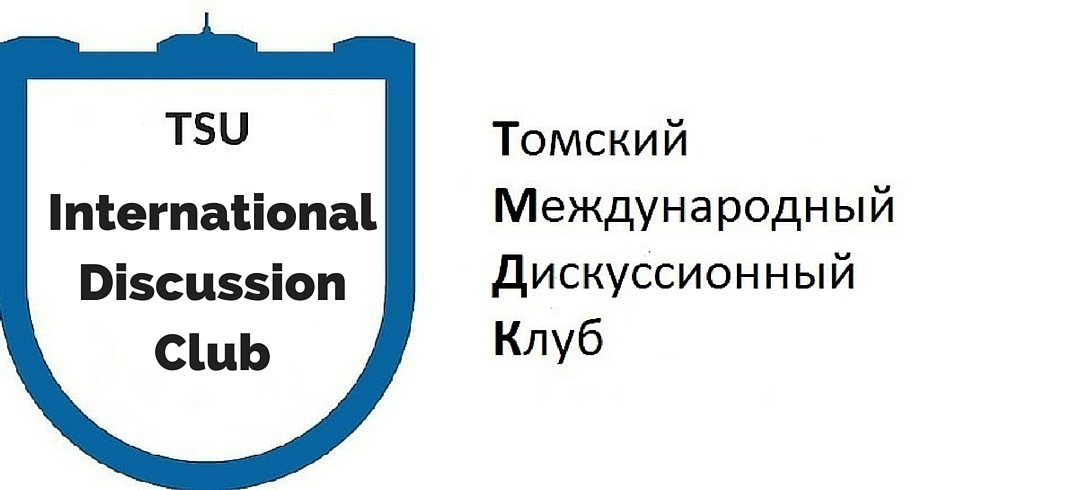 TSU
International
Discussion
Club
Томский
Международный
Дискуссионный
Клуб